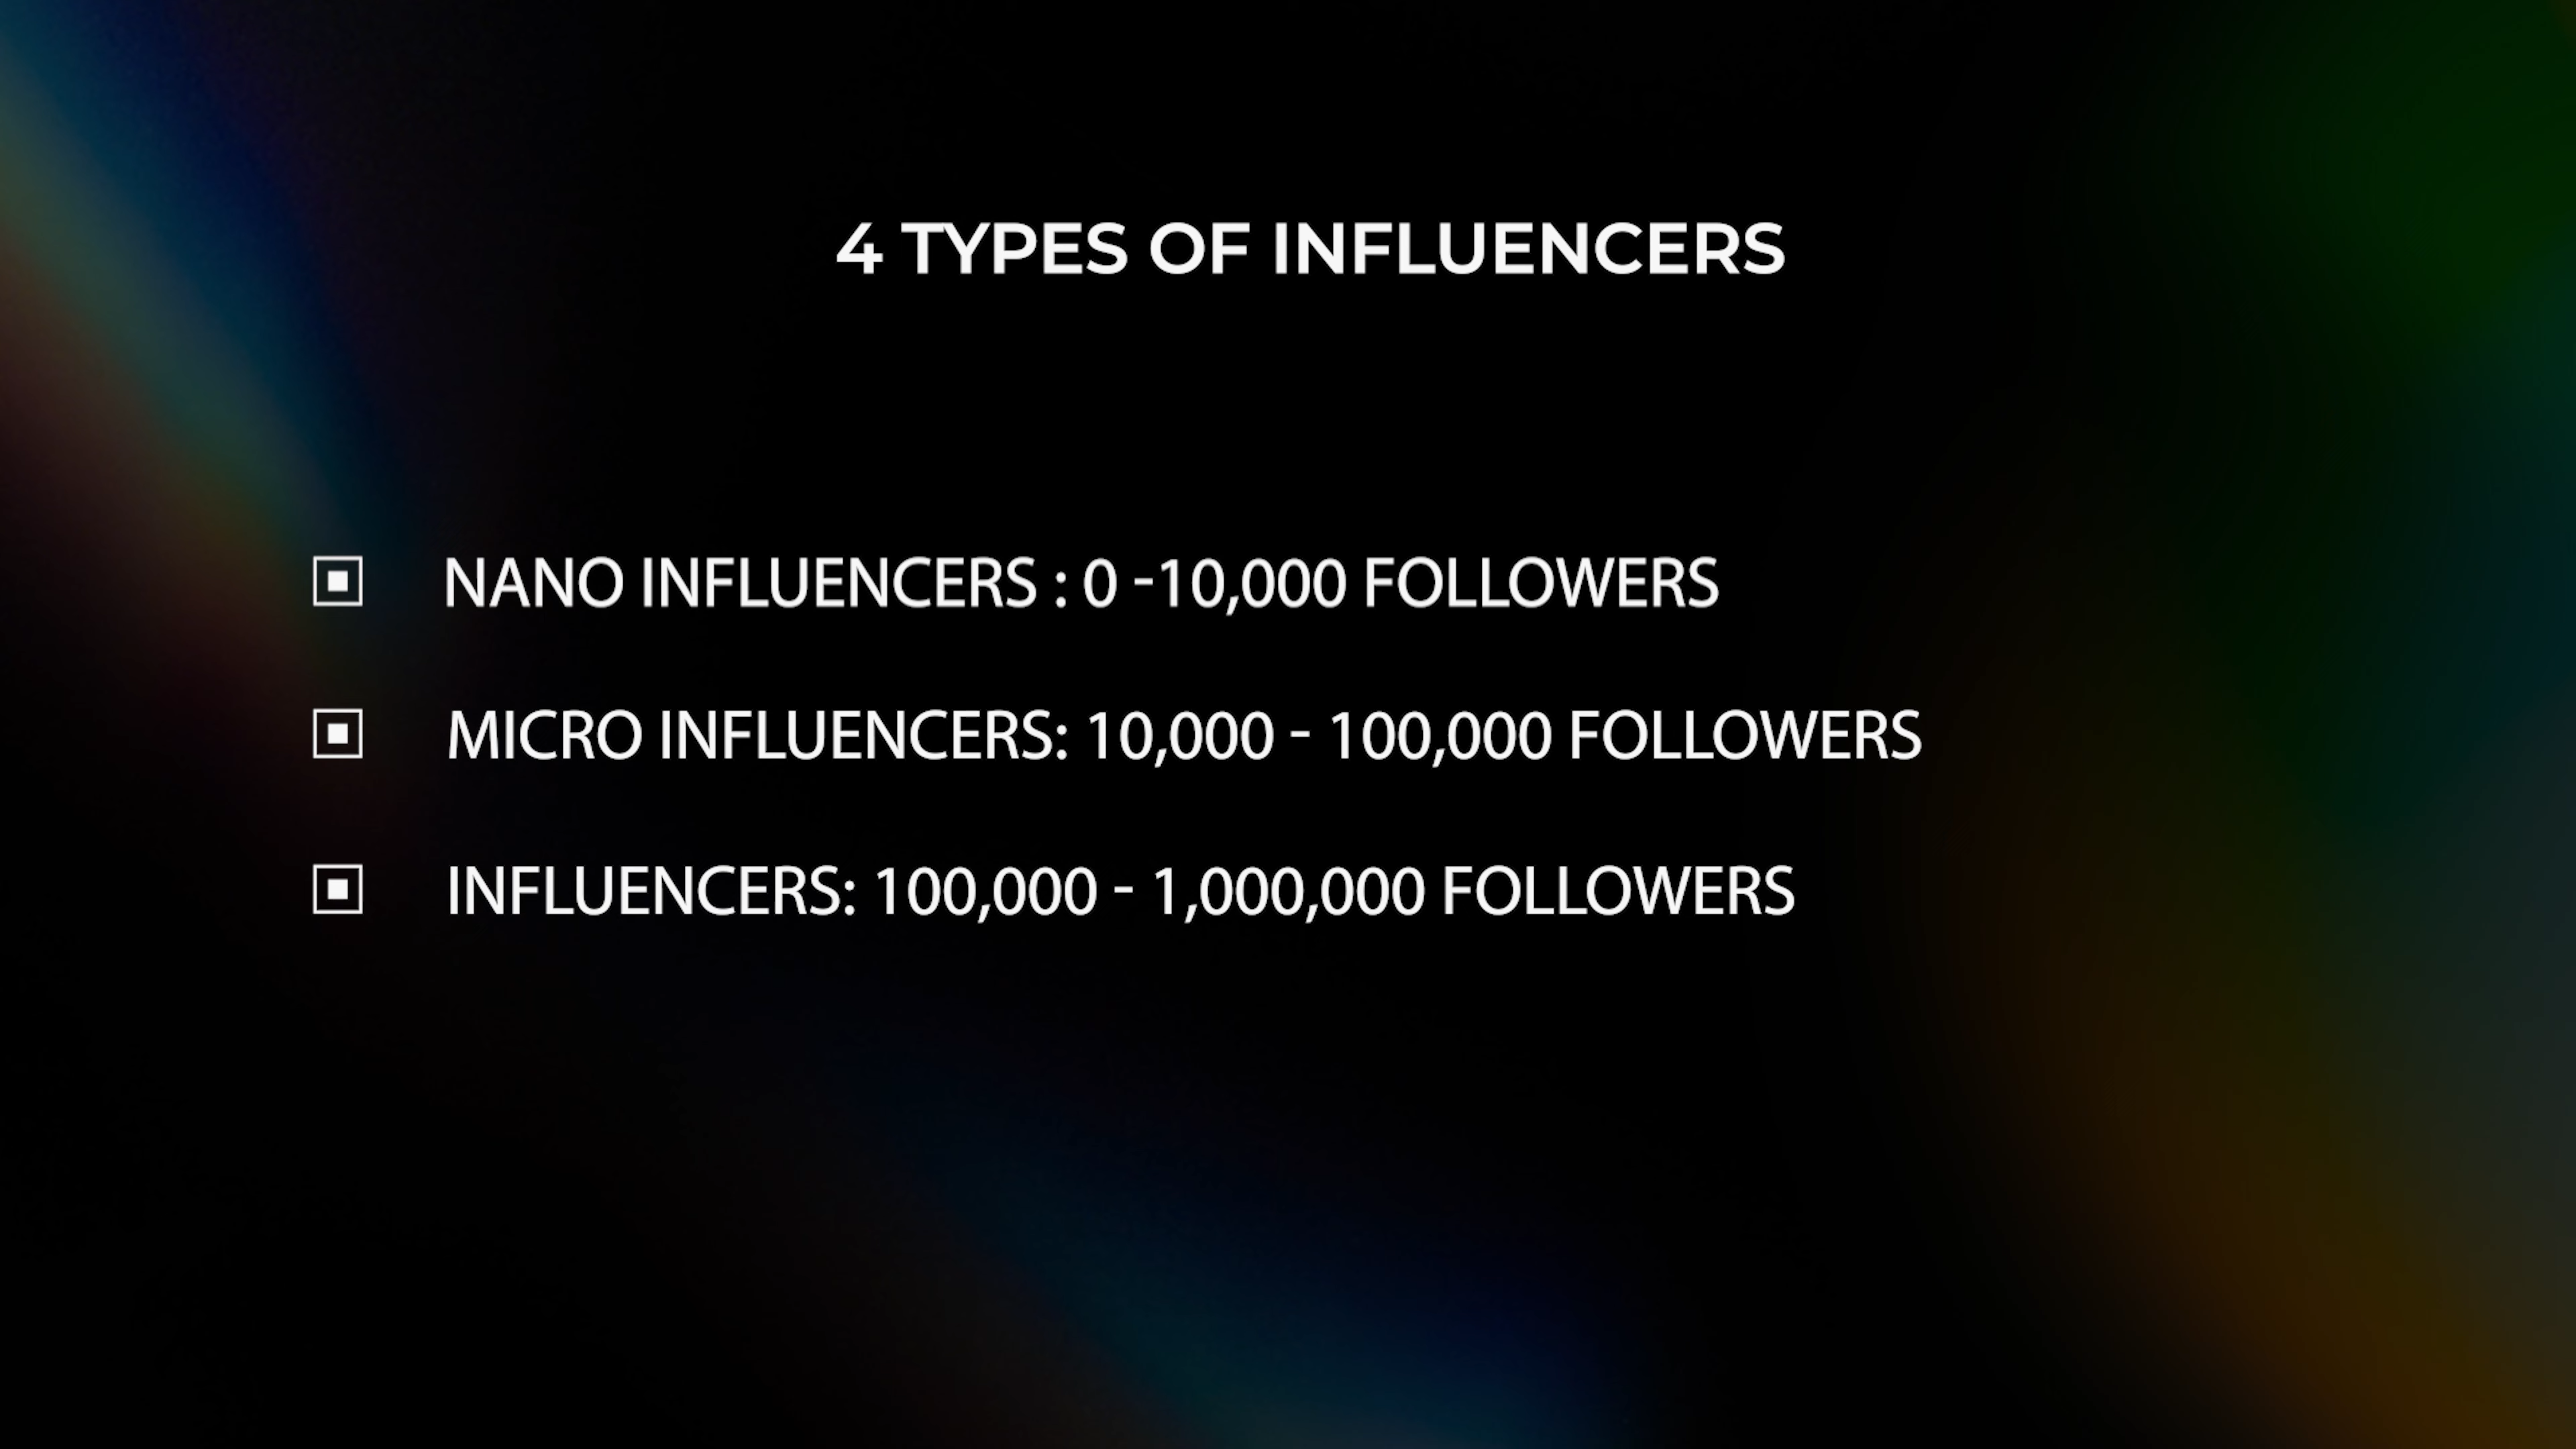 4 TYPES OF INFLUENCERS
NANO INFLUENCERS : 0 -10,000 FOLLOWERS
MICRO INFLUENCERS: 10,000 - 100,000 FOLLOWERS
INFLUENCERS: 100,000 - 1,000,000 FOLLOWERS